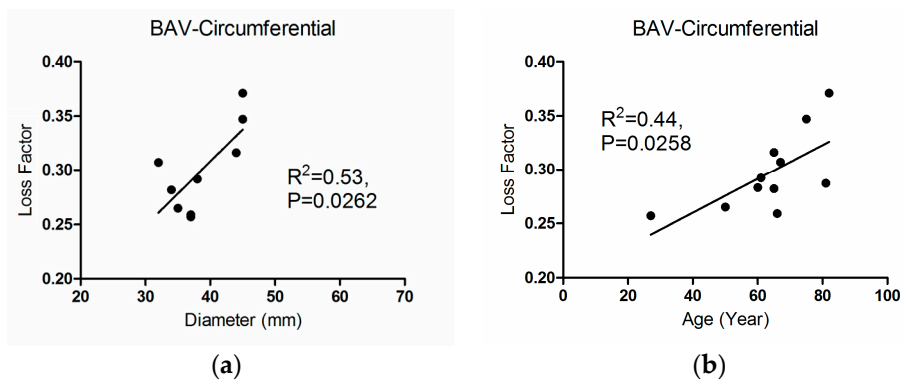 BAV-Circumferential
0.40
0.35
0.30
0.25
0.20
Loss Factor
R²=0.53,
P=0.0262
20 30 40 50 60 70
Diameter (mm)
(a)
BAV-Circumferential
0.40
0.35
0.30
0.25
0.20
Loss Factor
R²=0.44,
P=0.0258
0 20 40 60 80 100
Age (Year)
(b)